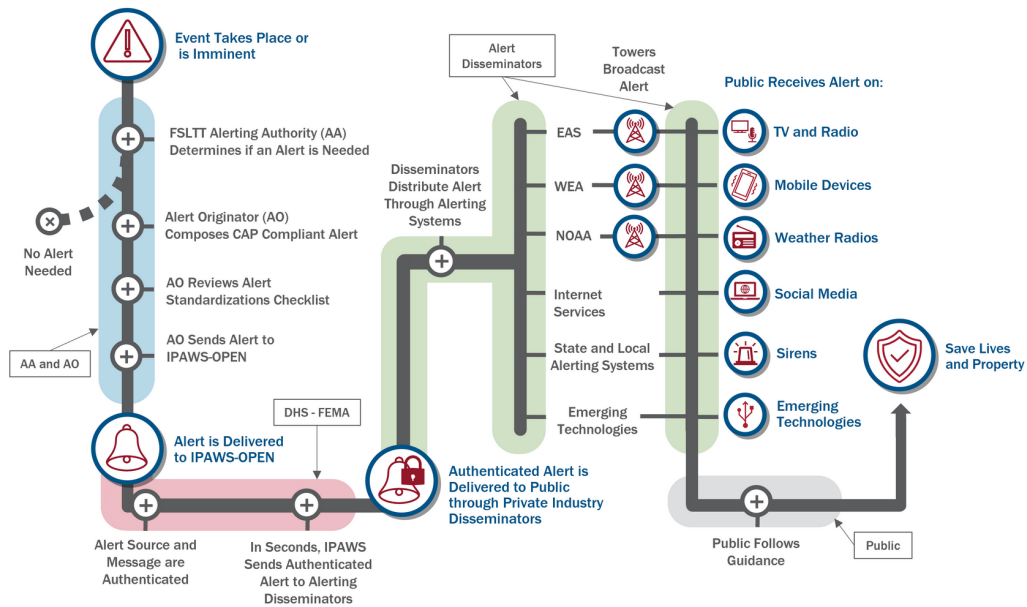 Event Takes Place or
is Imminent
FSLTT Alerting Authority (AA)
Determines if an Alert is Needed
No Alert
Needed
Alert Originator (AO)
Composes CAP Compliant Alert
AO Reviews Alert
Standardizations Checklist
AO Sends Alert to
IPAWS-OPEN
AA and AO
Alert is Delivered
to IPAWS-OPEN
DHS - FEMA
Alert Source and
Message are
Authenticated
In Seconds, IPAWS
Sends Authenticated
Alert to Alerting
Disseminators
Authenticated Alert is
Delivered to Public
through Private Industry
Disseminators
Disseminators
Distribute Alert
Through Alerting
Systems
Alert
Disseminators
Towers
Broadcast
Alert
EAS
WEA
NOAA
Internet
Services
State and Local
Alerting Systems
Emerging
Technologies
Public Receives Alert on:
TV and Radio
Mobile Devices
Weather Radios
Social Media
Sirens
Emerging
Technologies
Public Follows
Guidance
Public
Save Lives
and Property